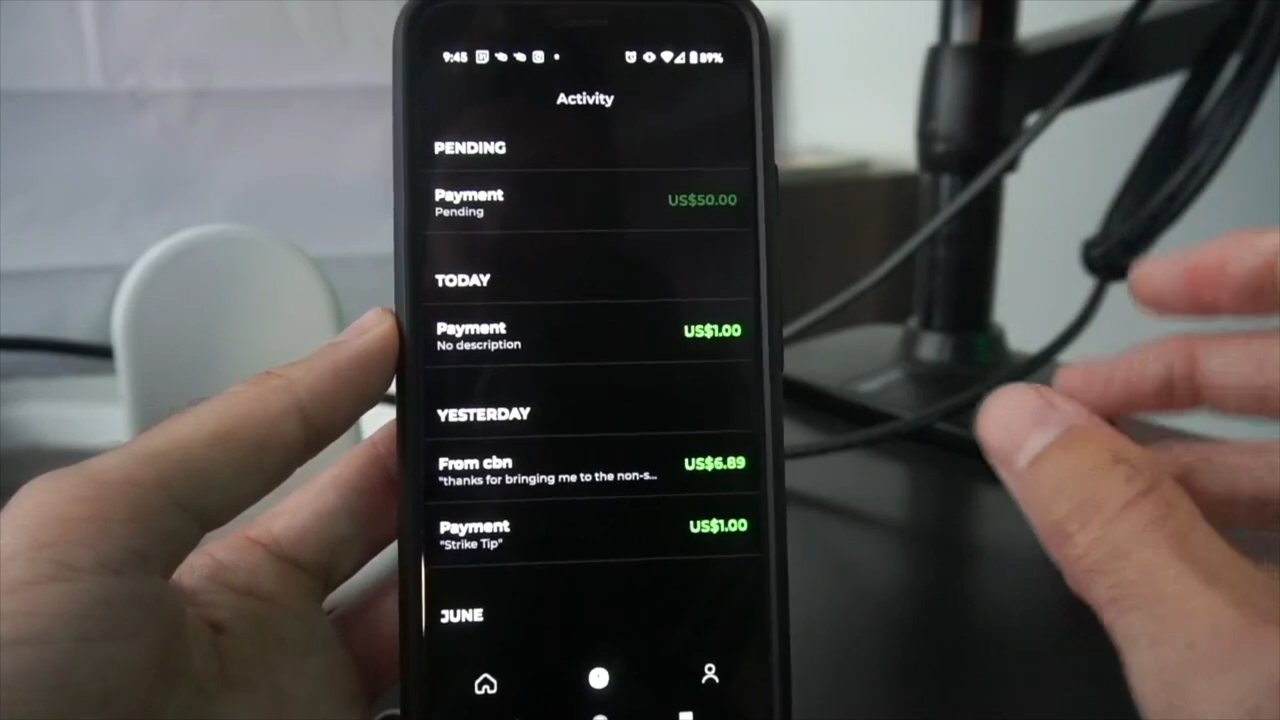 9:45
89%
Activity
PENDING
Payment
US$50.00
Pending
TODAY
Payment
US$1.00
No description
YESTERDAY
From cbn
US$6.89
"thanks for bringing me to the non-s...
Payment
US$1.00
"Strike Tip"
JUNE